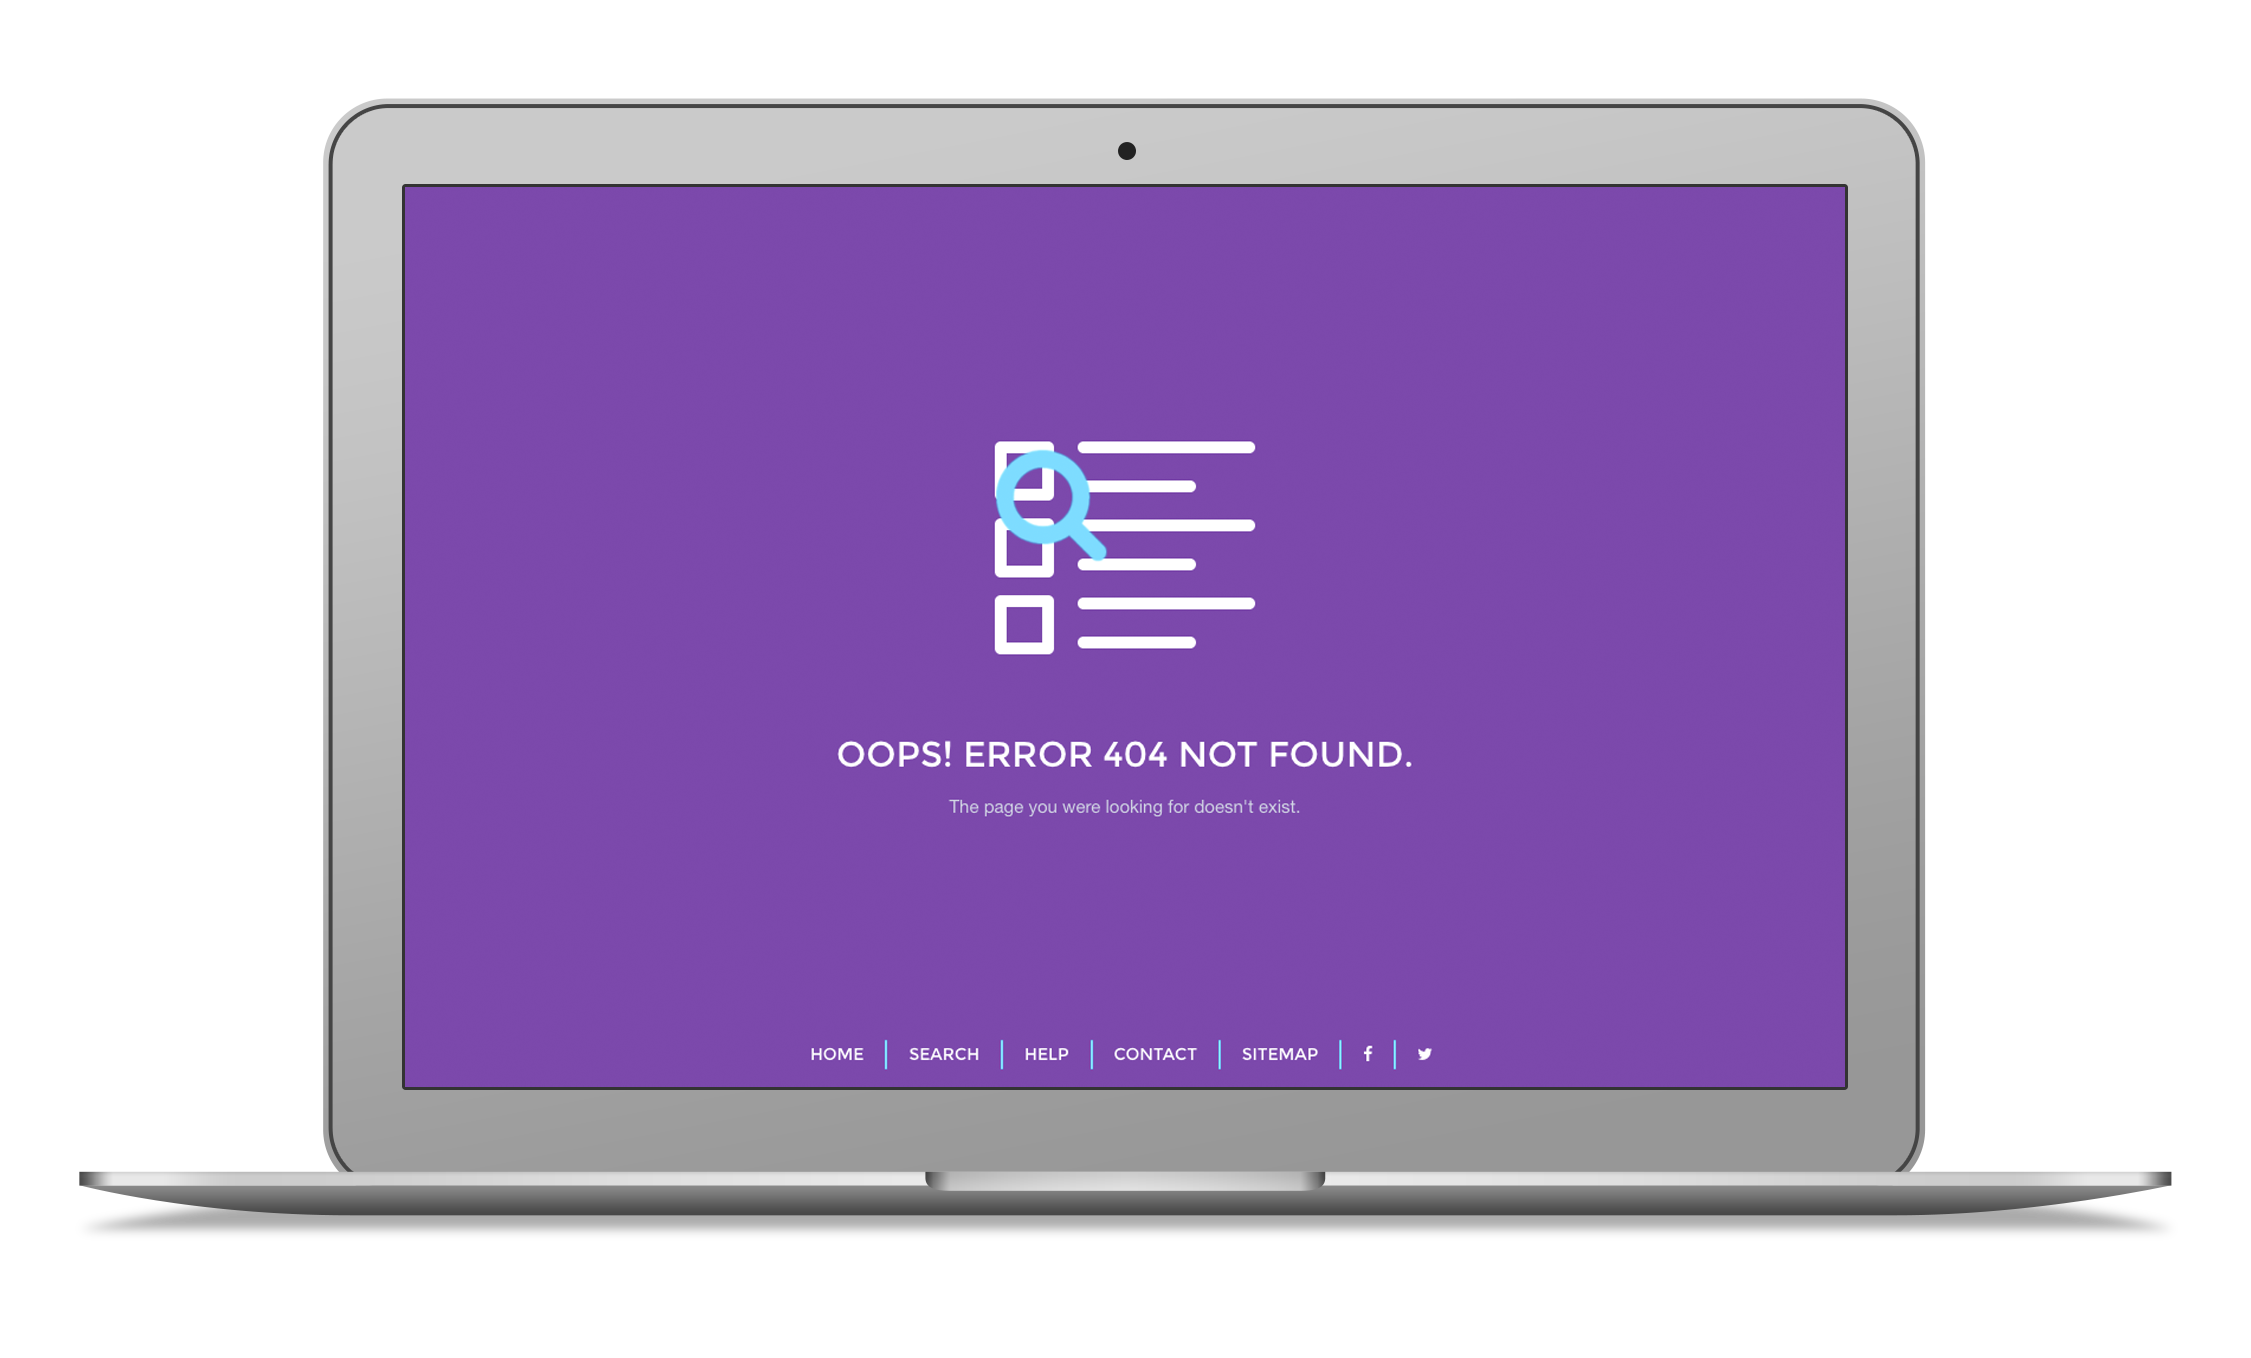 OOPS! ERROR 404 NOT FOUND.
The page you were looking for doesn't exist.
HOME SEARCH HELP CONTACT SITEMAP